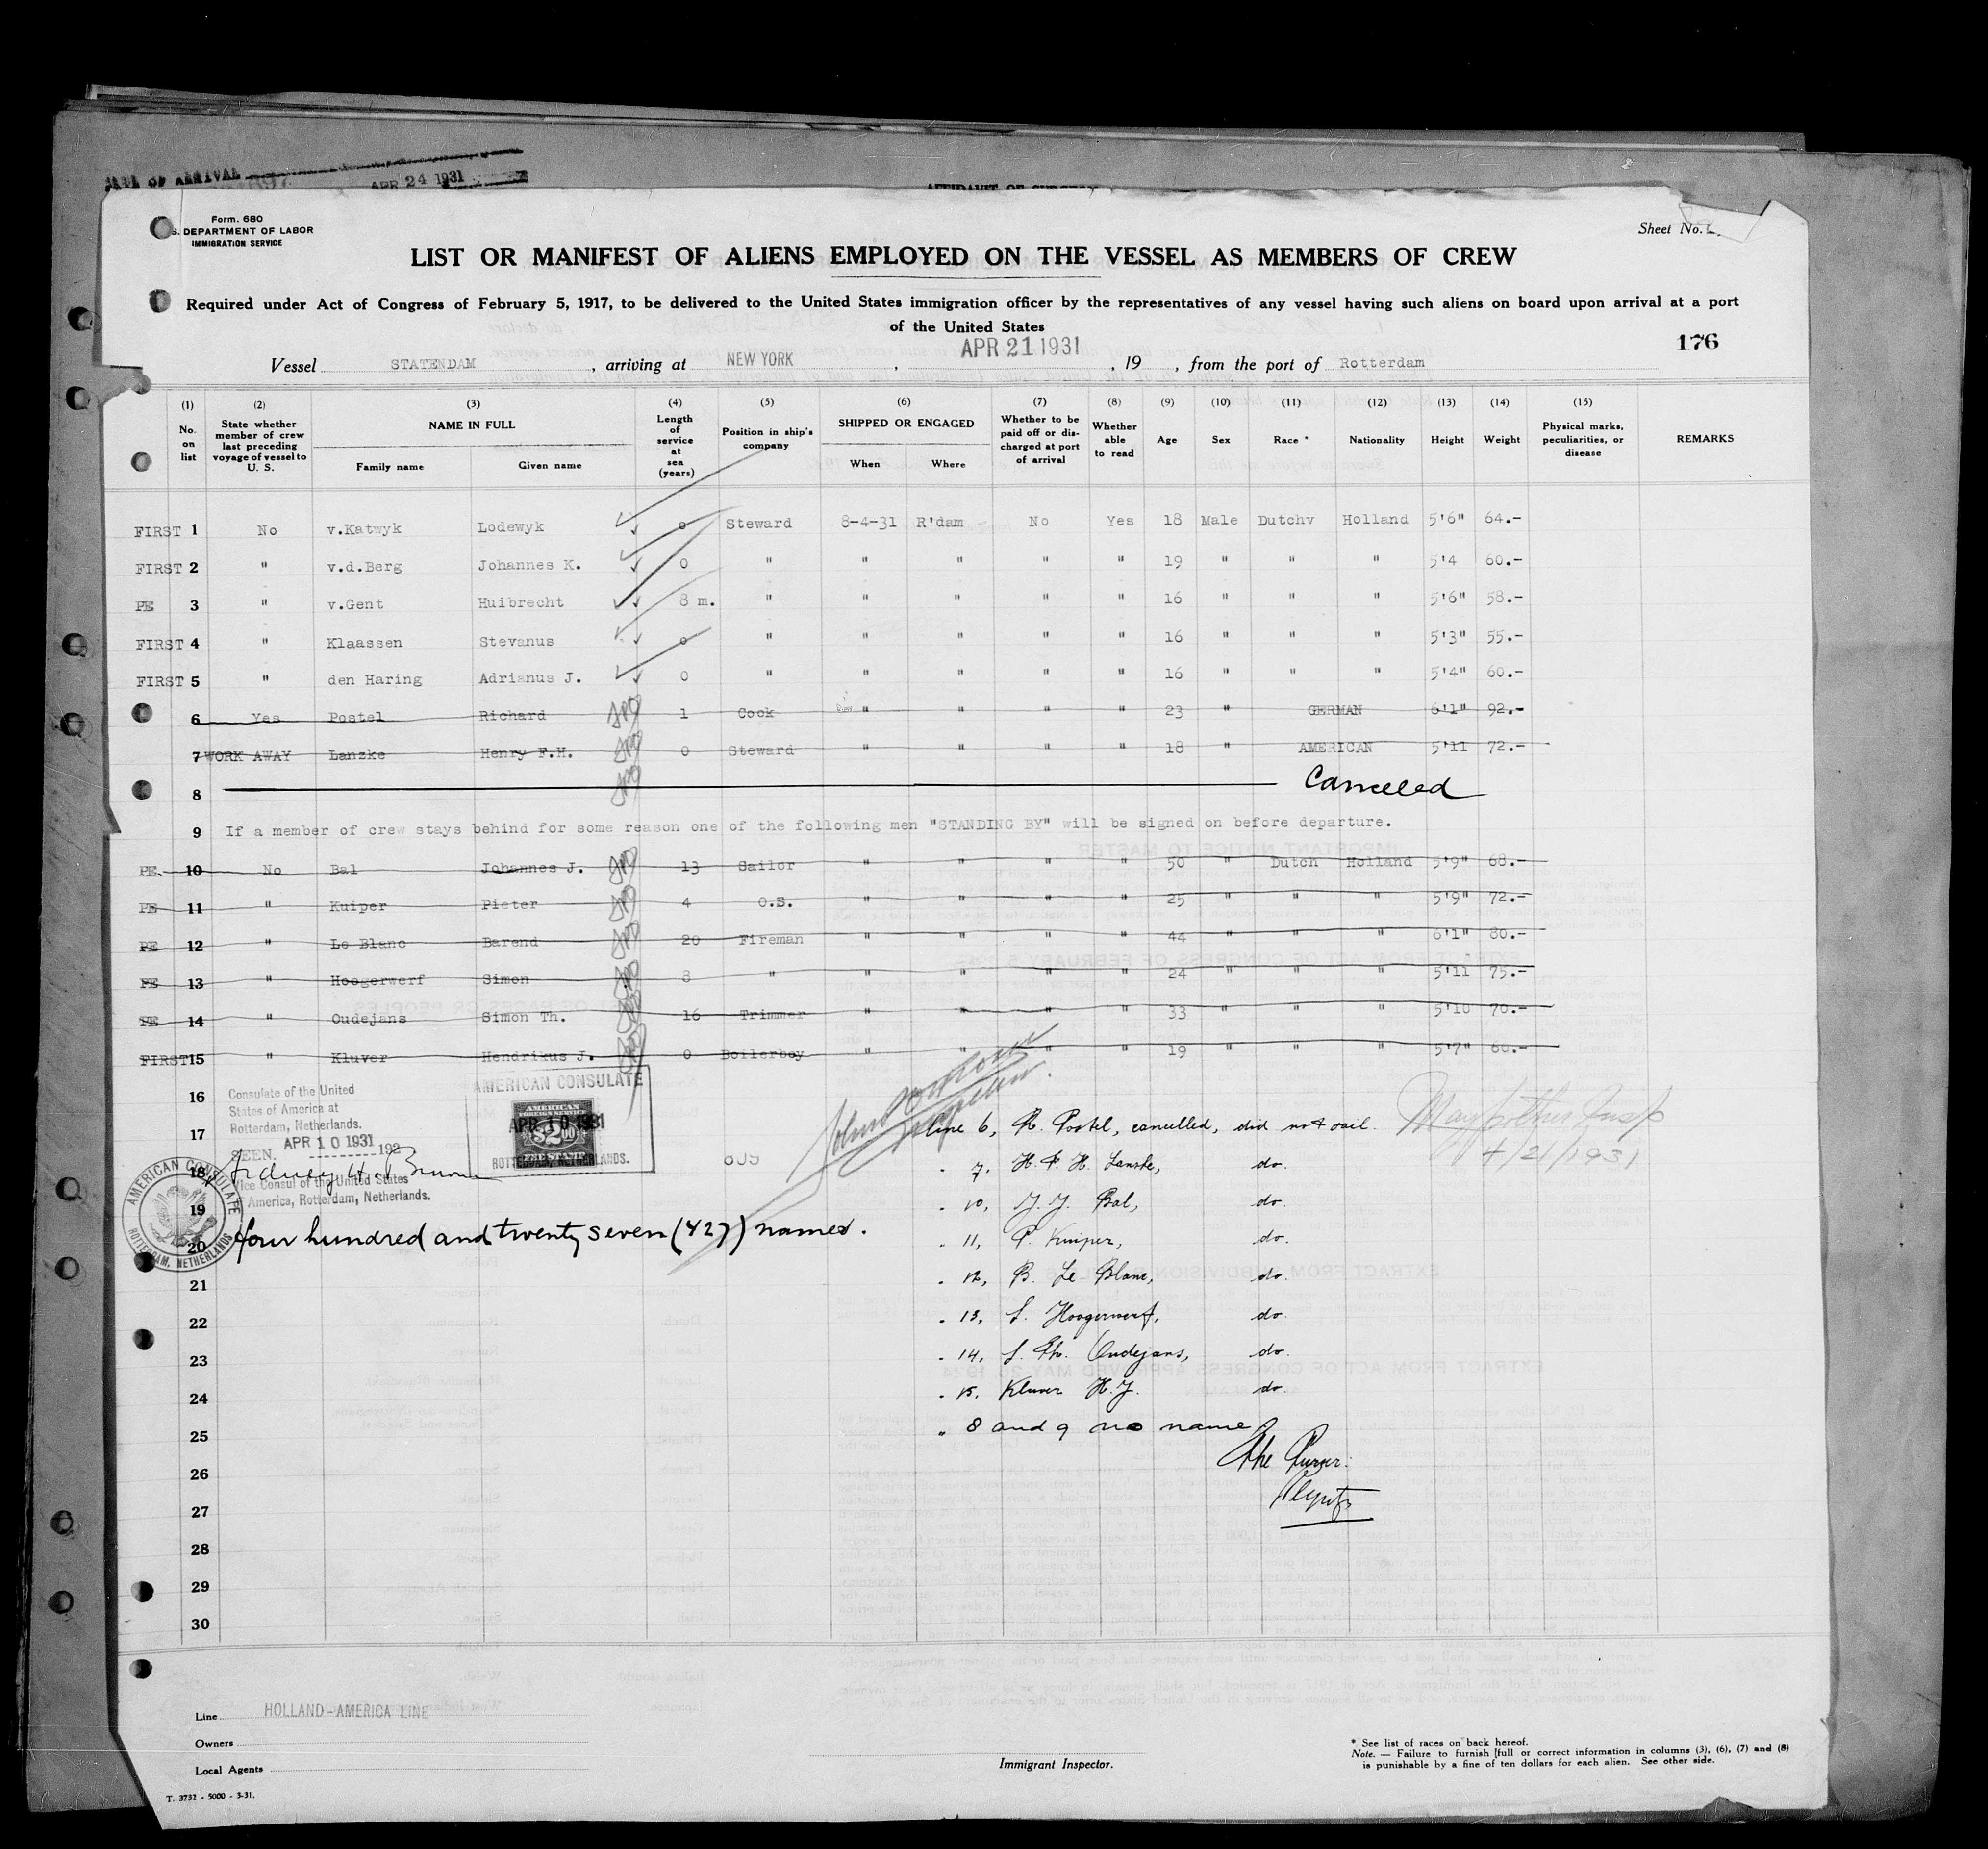 APR 24 1931
Form. 680
DEPARTMENT OF LABOR
IMMIGRATION SERVICE
Sheet No.
LIST OR MANIFEST OF ALIENS EMPLOYED ON THE VESSEL AS MEMBERS OF CREW
Required under Act of Congress of February 5, 1917, to be delivered to the United States immigration officer by the representatives of any vessel having such aliens on board upon arrival at a port
of the United States
176
Vessel STATENDAM, arriving at NEW YORK, APR 21 1931, 19 , from the port of Rotterdam
(1) (2) (3) (4) (5) (6) (7) (8) (9) (10) (11) (12) (13) (14) (15)
No. on list State whether member of crew last preceding voyage of vessel to U. S. NAME IN FULL Family name Given name Length of service at sea (years) Position in ship's company SHIPPED OR ENGAGED When Where Whether to be paid off or discharged at port of arrival Whether able to read Age Sex Race * Nationality Height Weight Physical marks, peculiarities, or disease REMARKS
FIRST 1 No v.Katwyk Lodewyk 0 Steward 8-4-31 R'dam No Yes 18 Male Dutchv Holland 5'6" 64.-
FIRST 2 " v.d.Berg Johannes K. 0 " " " " " 19 " " " 5'4 60.-
PE 3 " v.Gent Huibrecht 8 m. " " " " " 16 " " " 5'6" 58.-
FIRST 4 " Klaassen Stevanus 0 " " " " " 16 " " " 5'3" 55.-
FIRST 5 " den Haring Adrianus J. 0 " " " " " 16 " " " 5'4" 60.-
6 Yes Postel Richard 1 Cook " " " " 23 " GERMAN 6'1" 92.-
7 WORK AWAY Lanzke Henry F.H. 0 Steward " " " " 18 " AMERICAN 5'11 72.-
8 Canceled
9 If a member of crew stays behind for some reason one of the following men "STANDING BY" will be signed on before departure.
PE. 10 No Bal Johannes J. 13 Sailor " " " " 50 " Dutch Holland 5'9" 68.-
PE 11 " Kuiper Pieter 4 O.S. " " " " 25 " " " 5'9" 72.-
PE 12 " Le Blanc Barend 20 Fireman " " " " 44 " " " 6'1" 80.-
PE 13 " Hoogerwerf Simon 8 " " " " " 24 " " " 5'11 75.-
PE 14 " Oudejans Simon Th. 16 Trimmer " " " " 33 " " " 5'10 70.-
FIRST 15 " Kluver Hendrikus J. 0 Boilerboy " " " " 19 " " " 5'7" 60.-
16
17
18
19
20
21
22
23
24
25
26
27
28
29
30
Consulate of the United
States of America at
Rotterdam, Netherlands.
SEEN. APR 10 1931 192
Vice Consul of the United States
of America, Rotterdam, Netherlands.
AMERICAN CONSULATE
ROTTERDAM, NETHERLANDS
AMERICAN CONSULATE
AMERICAN
FOREIGN SERVICE
APR 10 1931
$2.00
FEE STAMP
ROTTERDAM, NETHERLANDS.
four hundred and twenty seven (427) names.
line 6, R. Postel, cancelled, did not sail.
" 7. H. F. H. Lanzke, do.
" 10, J. J. Bal, do.
" 11, P. Kuiper, do.
" 12, B. Le Blanc, do.
" 13, S. Hoogerwerf, do.
" 14, S. Th. Oudejans, do.
" 15. Kluver H.J. do.
" 8 and 9 no name
The Purser.
4/21/1931
Line HOLLAND-AMERICA LINE
Owners
Local Agents
Immigrant Inspector.
* See list of races on back hereof.
Note. — Failure to furnish full or correct information in columns (3), (6), (7) and (8)
is punishable by a fine of ten dollars for each alien. See other side.
T. 3732 - 5000 - 3-31.